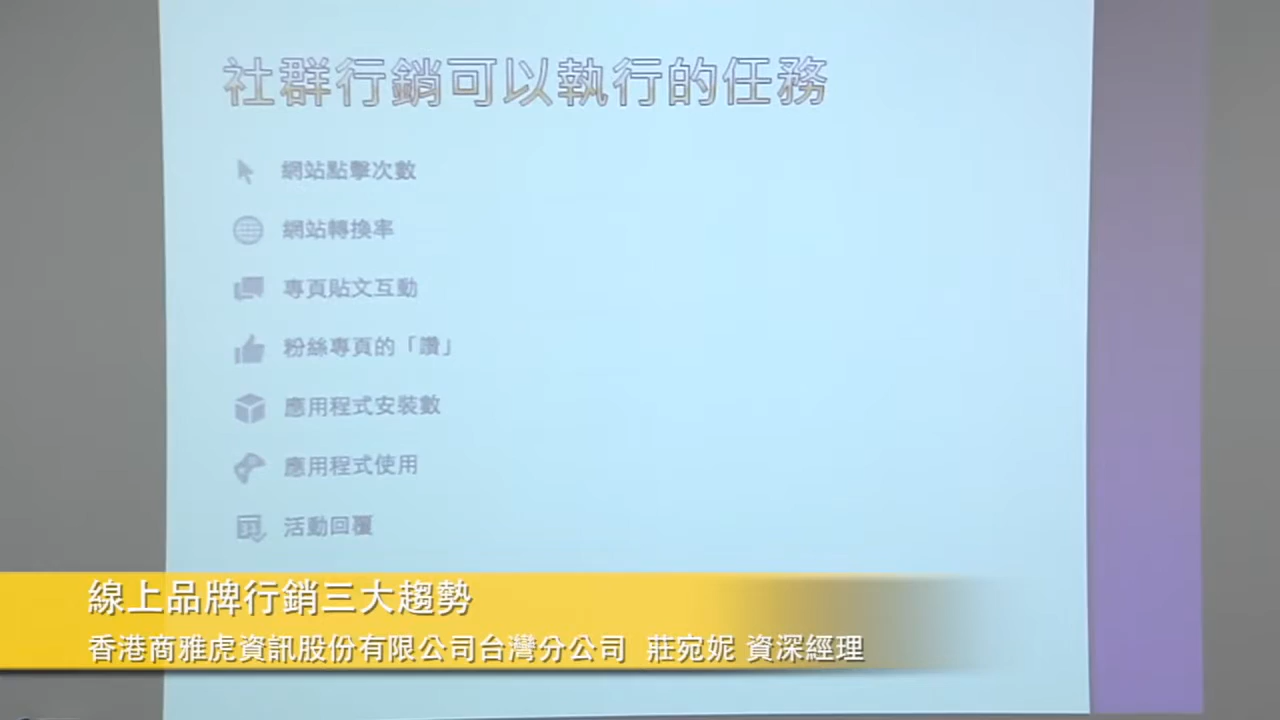 社群行銷可以執行的任務
網站點擊次數
網站轉換率
專頁貼文互動
粉絲專頁的「讚」
應用程式安裝數
應用程式使用
活動回覆
線上品牌行銷三大趨勢
香港商雅虎資訊股份有限公司台灣分公司 莊宛妮 資深經理